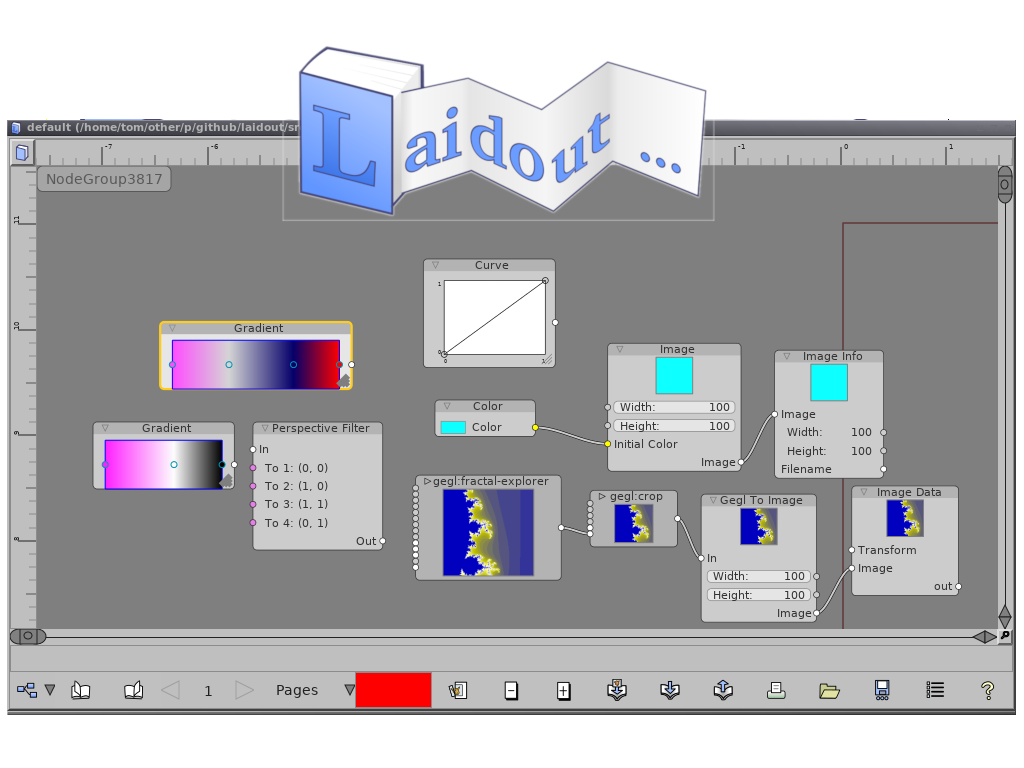 Laidout ...
default (/home/tom/other/p/github/laidout/sr
-7
-6
-1
0
1
NodeGroup3817
11
10
9
8
Curve
1
0
0
1
Gradient
Image
Width: 100
Height: 100
Initial Color
Image
Image Info
Image
Width: 100
Height: 100
Filename
Color
Color
Gradient
Perspective Filter
In
To 1: (0, 0)
To 2: (1, 0)
To 3: (1, 1)
To 4: (0, 1)
Out
gegl:fractal-explorer
gegl:crop
Gegl To Image
In
Width: 100
Height: 100
Image
Image Data
Transform
Image
out
1
Pages
?